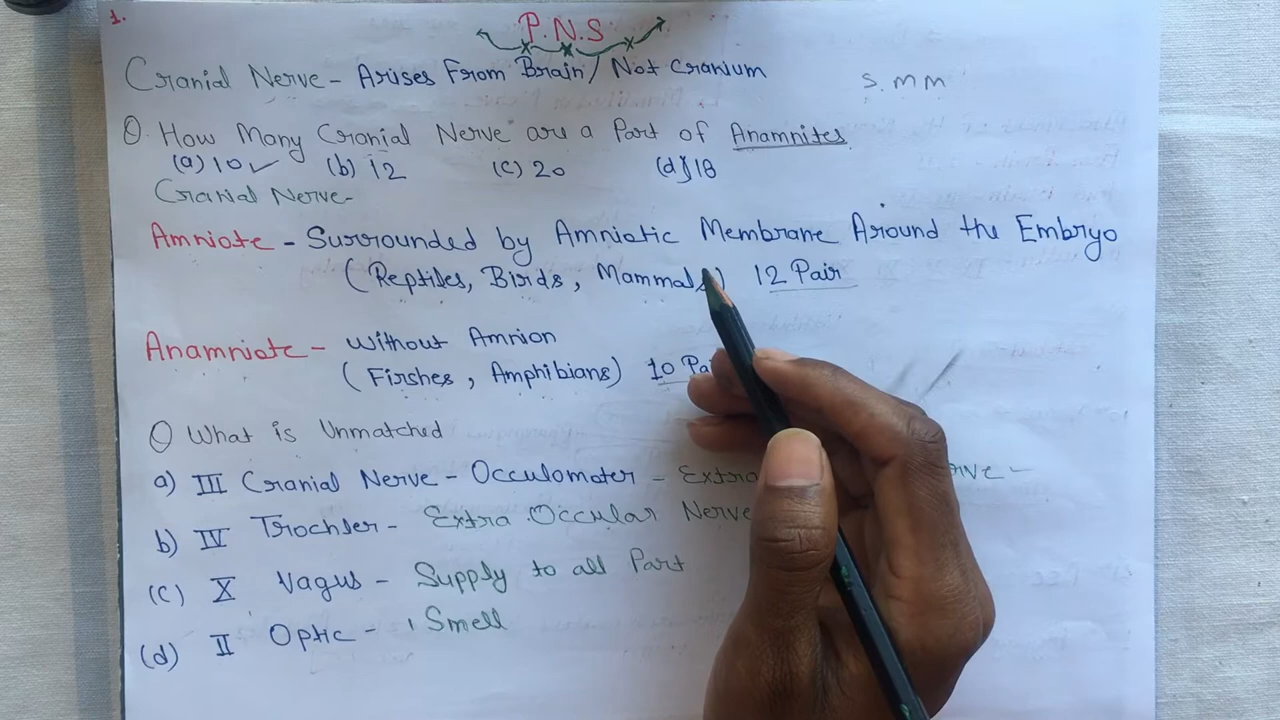 1.
P.N.S
Cranial Nerve - Arises From Brain / Not Cranium
S. M M
Q. How Many Cranial Nerve are a Part of Anamnites
(a) 10 ✓ (b) 12 (c) 20 (d) 18
Cranial Nerve-
Amniote - Surrounded by Amniotic Membrane Around the Embryo
(Reptiles, Birds, Mammals) 12 Pair
Anamniote - Without Amnion
(Firshes, Amphibians) 10 Pa
Q What is Unmatched
a) III Cranial Nerve - Occulomoter - Extra
b) IV Trochler - Extra Occular Nerve
(c) X Vagus - Supply to all Part
(d) II Optic - Smell